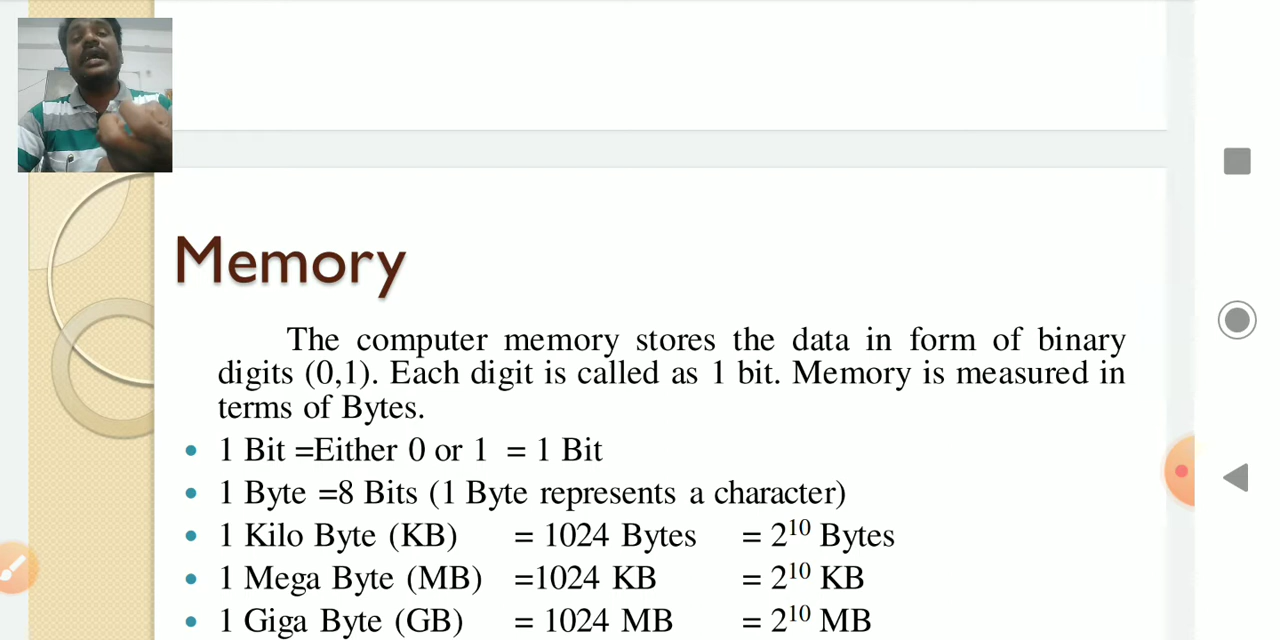 Memory
The computer memory stores the data in form of binary
digits (0,1). Each digit is called as 1 bit. Memory is measured in
terms of Bytes.
• 1 Bit =Either 0 or 1 = 1 Bit
• 1 Byte =8 Bits (1 Byte represents a character)
• 1 Kilo Byte (KB) = 1024 Bytes = 2¹⁰ Bytes
• 1 Mega Byte (MB) =1024 KB = 2¹⁰ KB
• 1 Giga Byte (GB) = 1024 MB = 2¹⁰ MB